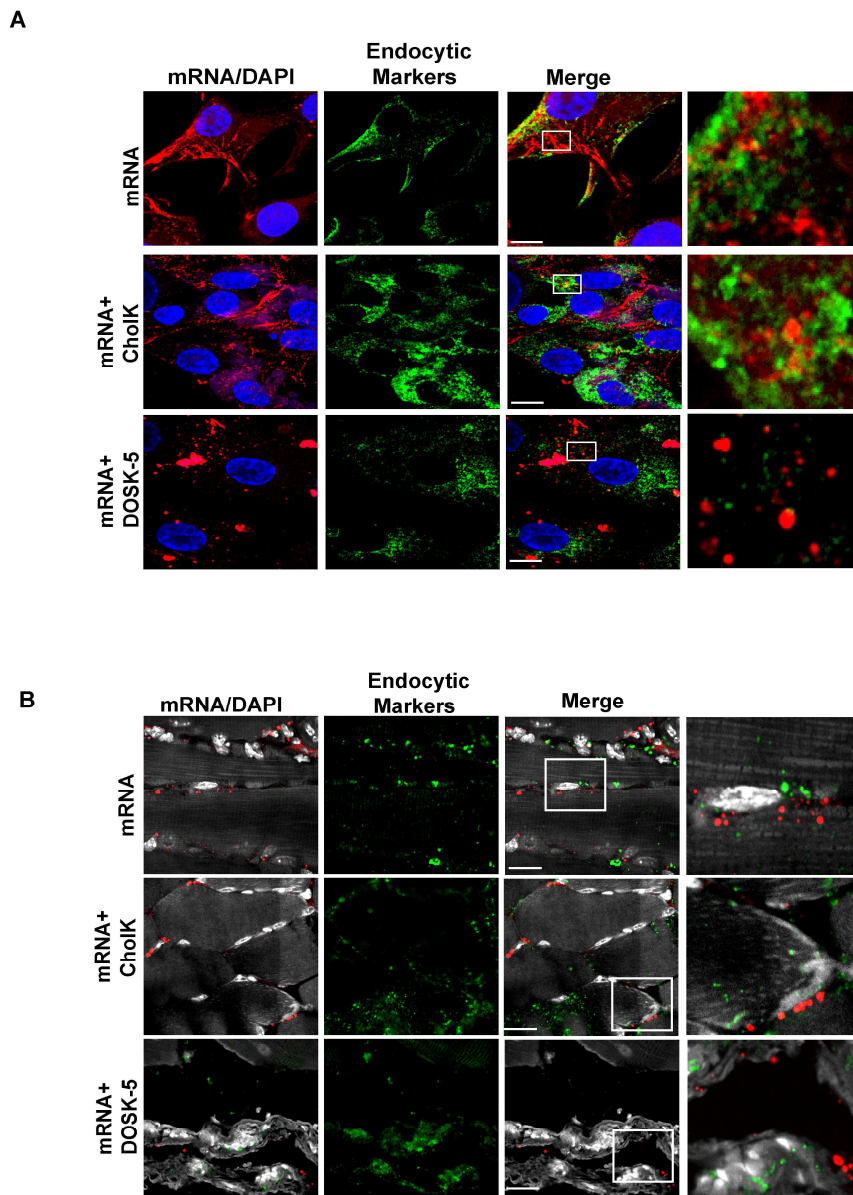 A
mRNA/DAPI
Endocytic
Markers
Merge
mRNA
mRNA+
CholK
mRNA+
DOSK-5
B
mRNA/DAPI
Endocytic
Markers
Merge
mRNA
mRNA+
CholK
mRNA+
DOSK-5